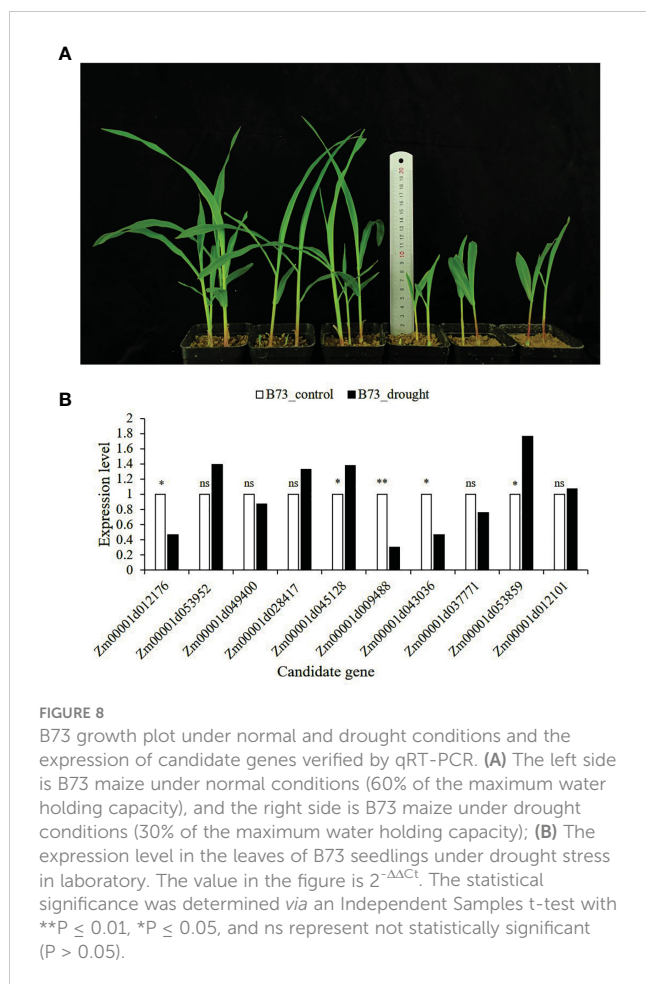 A
B
□ B73_control ■ B73_drought
2
1.8
1.6
1.4
1.2
1
0.8
0.6
0.4
0.2
0
Expression level
* ns ns ns * ** * ns * ns
Zm00001d012176
Zm00001d053952
Zm00001d049400
Zm00001d028417
Zm00001d045128
Zm00001d009488
Zm00001d043036
Zm00001d037771
Zm00001d053859
Zm00001d012101
Candidate gene
FIGURE 8
B73 growth plot under normal and drought conditions and the
expression of candidate genes verified by qRT-PCR. (A) The left side
is B73 maize under normal conditions (60% of the maximum water
holding capacity), and the right side is B73 maize under drought
conditions (30% of the maximum water holding capacity); (B) The
expression level in the leaves of B73 seedlings under drought stress
in laboratory. The value in the figure is 2^-ΔΔCt. The statistical
significance was determined via an Independent Samples t-test with
**P ≤ 0.01, *P ≤ 0.05, and ns represent not statistically significant
(P > 0.05).